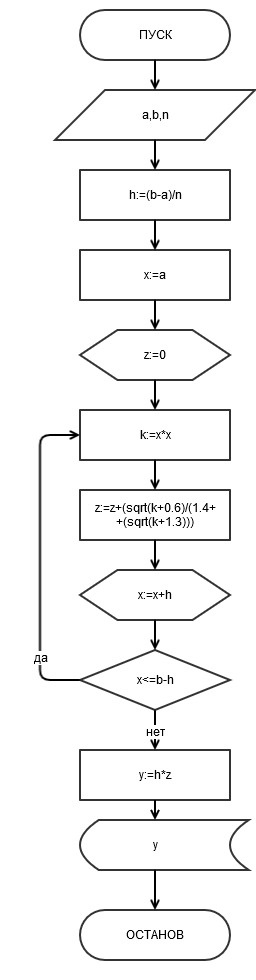 ПУСК
a,b,n
h:=(b-a)/n
x:=a
z:=0
k:=x*x
z:=z+(sqrt(k+0.6)/(1.4+
+(sqrt(k+1.3)))
x:=x+h
x<=b-h
да
нет
y:=h*z
y
ОСТАНОВ